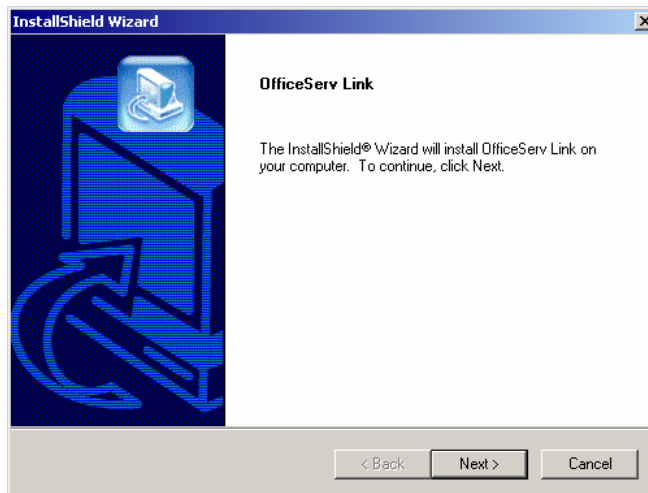 InstallShield Wizard
OfficeServ Link
The InstallShield® Wizard will install OfficeServ Link on
your computer. To continue, click Next.
< Back
Next >
Cancel